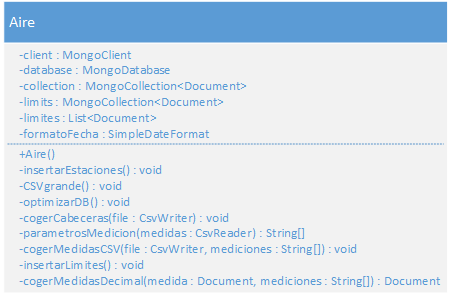 Aire
-client : MongoClient
-database : MongoDatabase
-collection : MongoCollection<Document>
-limits : MongoCollection<Document>
-limites : List<Document>
-formatoFecha : SimpleDateFormat
+Aire()
-insertarEstaciones() : void
-CSVgrande() : void
-optimizarDB() : void
-cogerCabeceras(file : CsvWriter) : void
-parametrosMedicion(medidas : CsvReader) : String[]
-cogerMedidasCSV(file : CsvWriter, mediciones : String[]) : void
-insertarLimites() : void
-cogerMedidasDecimal(medida : Document, mediciones : String[]) : Document